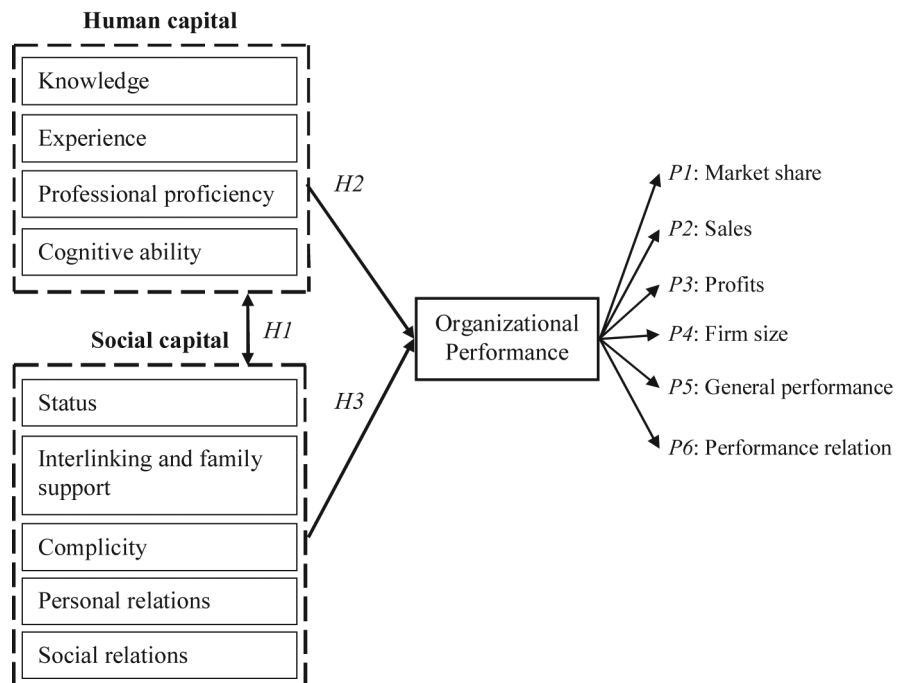 Human capital
Knowledge
Experience
Professional proficiency
Cognitive ability
H1
Social capital
Status
Interlinking and family
support
Complicity
Personal relations
Social relations
H2
H3
Organizational
Performance
P1: Market share
P2: Sales
P3: Profits
P4: Firm size
P5: General performance
P6: Performance relation